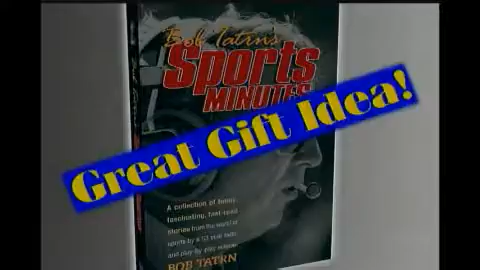 Bob Tatrn's
Sports
MINUTES
Great Gift Idea!
A collection of funny,
fascinating, fast-read
stories from the world of
sports by a 53 year radio
and play-by-play veteran
BOB TATRN